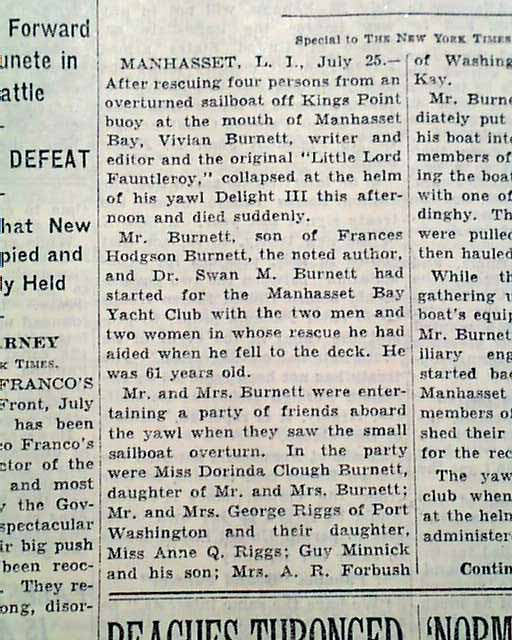 Forward
unete in
attle
DEFEAT
hat New
pied and
ly Held
ARNEY
K TIMES.
FRANCO'S
Front, July
has been
co Franco's
ctor of the
and most
y the Gov-
spectacular
ir big push
been reoc-
. They re-
ong, disor-
Special to THE NEW YORK TIMES
MANHASSET, L. I., July 25.—
After rescuing four persons from an
overturned sailboat off Kings Point
buoy at the mouth of Manhasset
Bay, Vivian Burnett, writer and
editor and the original "Little Lord
Fauntleroy," collapsed at the helm
of his yawl Delight III this after-
noon and died suddenly.
Mr. Burnett, son of Frances
Hodgson Burnett, the noted author,
and Dr. Swan M. Burnett had
started for the Manhasset Bay
Yacht Club with the two men and
two women in whose rescue he had
aided when he fell to the deck. He
was 61 years old.
Mr. and Mrs. Burnett were enter-
taining a party of friends aboard
the yawl when they saw the small
sailboat overturn. In the party
were Miss Dorinda Clough Burnett,
daughter of Mr. and Mrs. Burnett;
Mr. and Mrs. George Riggs of Port
Washington and their daughter,
Miss Anne Q. Riggs; Guy Minnick
and his son; Mrs. A. R. Forbush
of Washing
Kay.
Mr. Burne
diately put
his boat inte
members of
ing the boat
with one of
dinghy. Th
were pulled
then hauled
While th
gathering u
boat's equip
Mr. Burnet
iliary eng
started bac
Manhasset
members of
shed their
for the rec
The yaw
club when
at the helm
administer
Contin
BEACHES THRONGED
'NORM